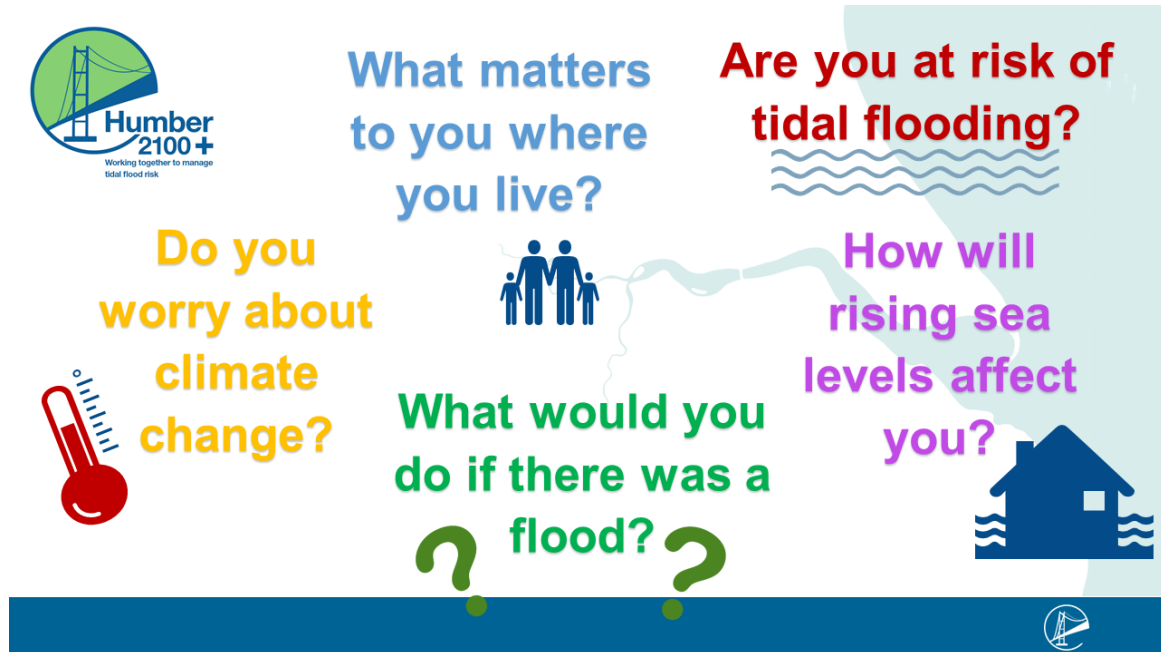 Humber
2100+
Working together to manage
tidal flood risk
What matters
to you where
you live?
Are you at risk of
tidal flooding?
Do you
worry about
climate
change?
How will
rising sea
levels affect
you?
What would you
do if there was a
flood?
? ?